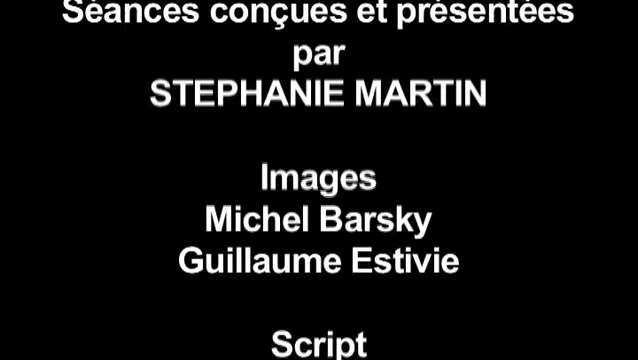 Séances conçues et présentées
par
STEPHANIE MARTIN
Images
Michel Barsky
Guillaume Estivie
Script